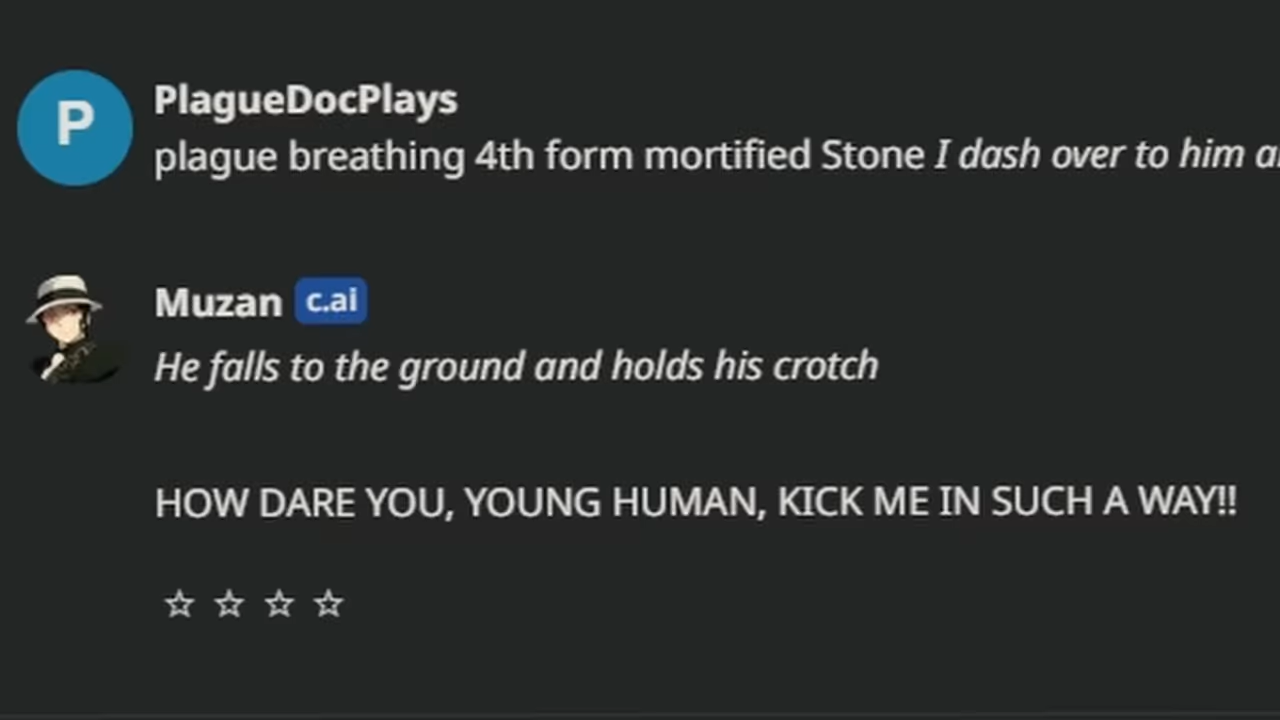 P
PlagueDocPlays
plague breathing 4th form mortified Stone I dash over to him
Muzan c.ai
He falls to the ground and holds his crotch
HOW DARE YOU, YOUNG HUMAN, KICK ME IN SUCH A WAY!!